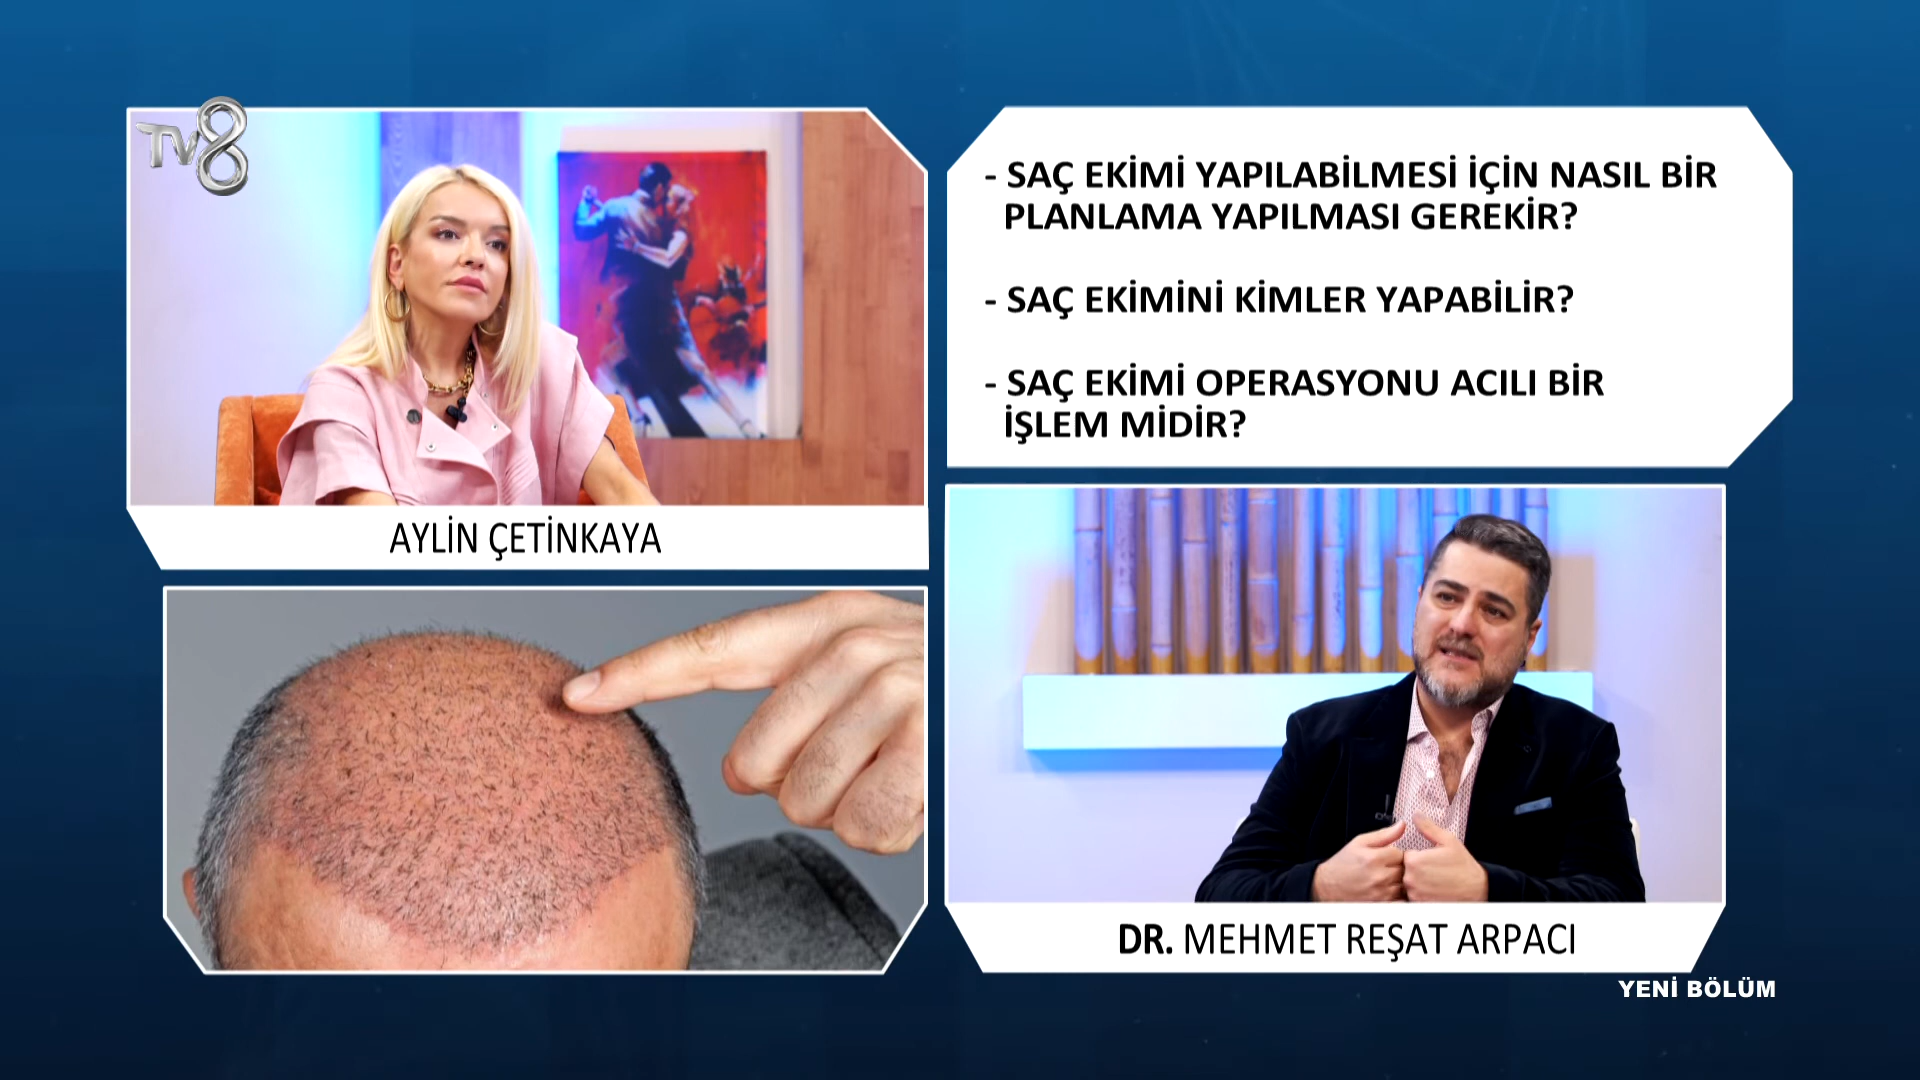 TV8
- SAÇ EKİMİ YAPILABİLMESİ İÇİN NASIL BİR
PLANLAMA YAPILMASI GEREKİR?
- SAÇ EKİMİNİ KİMLER YAPABİLİR?
- SAÇ EKİMİ OPERASYONU ACILI BİR
İŞLEM MİDİR?
AYLİN ÇETİNKAYA
DR. MEHMET REŞAT ARPACI
YENİ BÖLÜM